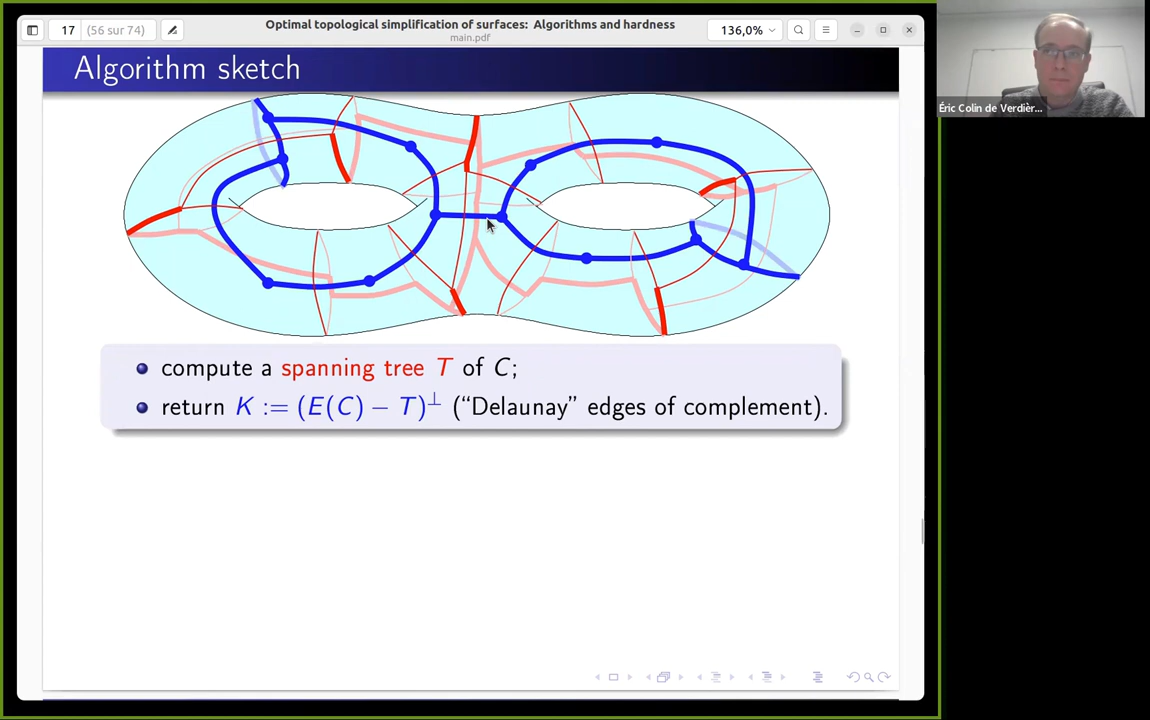 17 (56 sur 74)
Optimal topological simplification of surfaces: Algorithms and hardness
main.pdf
136,0%
Algorithm sketch
compute a spanning tree T of C;
return K := (E(C) − T)⊥ (“Delaunay” edges of complement).
Éric Colin de Verdièr...